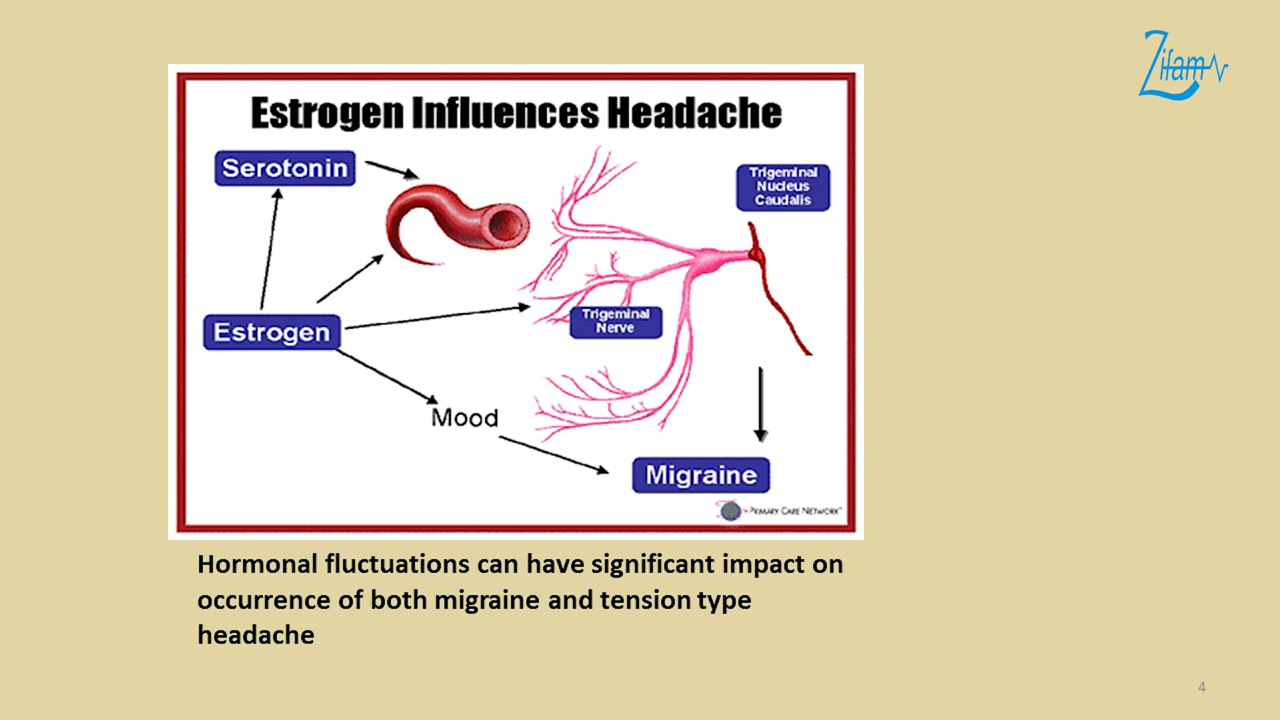 Zifam
Estrogen Influences Headache
Serotonin
Trigeminal
Nucleus
Caudalis
Estrogen
Trigeminal
Nerve
Mood
Migraine
PRIMARY CARE NETWORK
Hormonal fluctuations can have significant impact on
occurrence of both migraine and tension type
headache
4